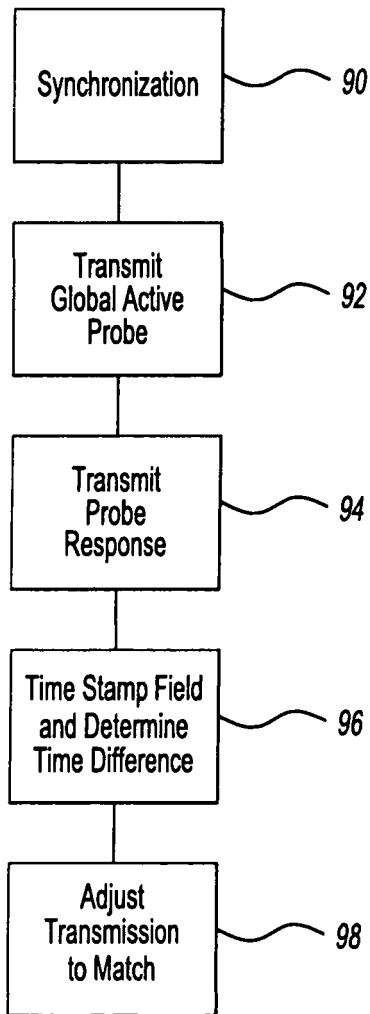 Synchronization
90
Transmit
Global Active
Probe
92
Transmit
Probe
Response
94
Time Stamp Field
and Determine
Time Difference
96
Adjust
Transmission
to Match
98